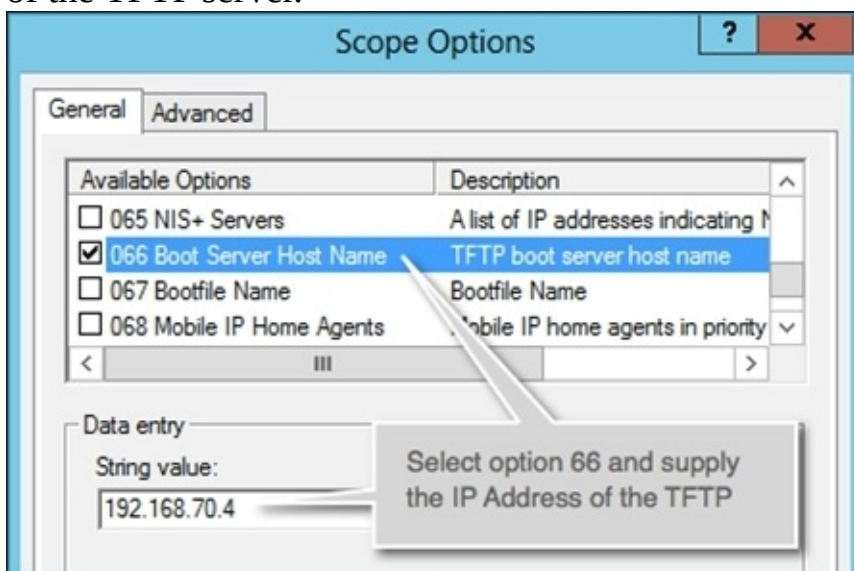 of the TFTP server.
Scope Options
? x
General Advanced
Available Options Description
065 NIS+ Servers A list of IP addresses indicating N
066 Boot Server Host Name TFTP boot server host name
067 Bootfile Name Bootfile Name
068 Mobile IP Home Agents Mobile IP home agents in priority
Data entry
String value:
192.168.70.4
Select option 66 and supply
the IP Address of the TFTP